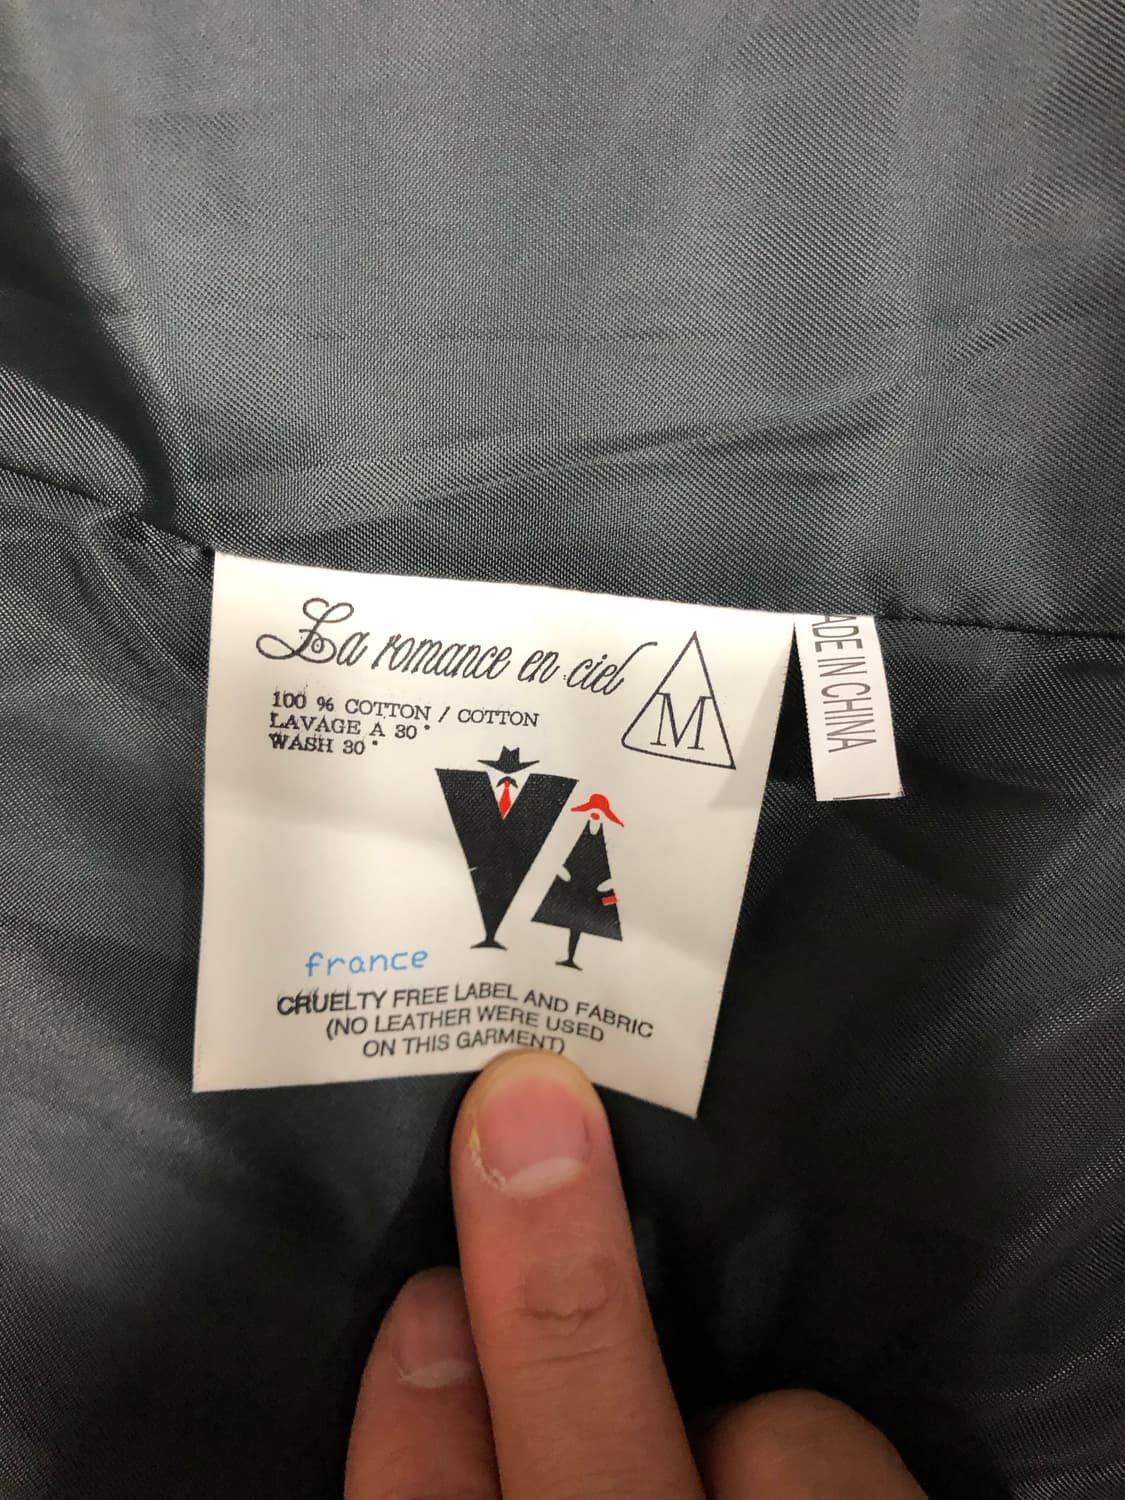 La romance en ciel
M
100 % COTTON / COTTON
LAVAGE A 30°
WASH 30°
VA
france
CRUELTY FREE LABEL AND FABRIC
(NO LEATHER WERE USED
ON THIS GARMENT)
ADE IN CHINA